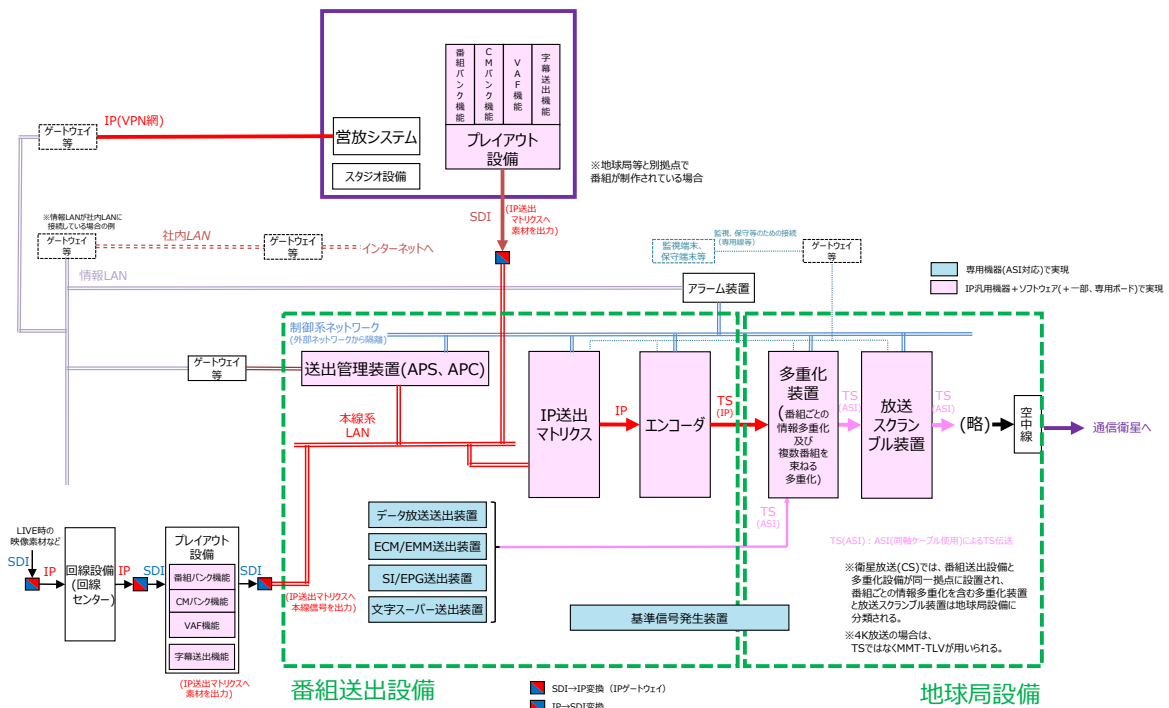 番組バンク機能
CMバンク機能
VAF機能
字幕送出機能
プレイアウト
設備
営放システム
スタジオ設備
※地球局等と別拠点で
番組が制作されている場合
ゲートウェイ
等
IP(VPN網)
SDI
(IP送出
マトリクスへ
素材を出力)
※情報LANが社内LANに
接続している場合の例
ゲートウェイ
等
社内LAN
ゲートウェイ
等
インターネットへ
情報LAN
監視、保守等のための接続
(専用線等)
監視端末、
保守端末等
ゲートウェイ
等
専用機器(ASI対応)で実現
IP汎用機器+ソフトウェア(+一部、専用ボード)で実現
アラーム装置
制御系ネットワーク
(外部ネットワークから隔離)
ゲートウェイ
等
送出管理装置(APS、APC)
本線系
LAN
IP送出
マトリクス
IP
エンコーダ
TS
(IP)
多重化
装置
(番組ごとの
情報多重化
及び
複数番組を
束ねる
多重化)
TS
(ASI)
放送
スクラン
ブル装置
TS
(ASI)
(略)
空中線
通信衛星へ
データ放送送出装置
ECM/EMM送出装置
SI/EPG送出装置
文字スーパー送出装置
TS
(ASI)
TS(ASI):ASI(同軸ケーブル使用)によるTS伝送
※衛星放送(CS)では、番組送出設備と
多重化設備が同一拠点に設置され、
番組ごとの情報多重化を含む多重化装置
と放送スクランブル装置は地球局設備に
分類される。
※4K放送の場合は、
TSではなくMMT-TLVが用いられる。
基準信号発生装置
LIVE時の
映像素材など
SDI
IP
回線設備
(回線
センター)
IP
SDI
プレイアウト
設備
番組バンク機能
CMバンク機能
VAF機能
字幕送出機能
SDI
(IP送出マトリクスへ
本線信号を出力)
(IP送出マトリクスへ
素材を出力)
番組送出設備
地球局設備
SDI→IP変換(IPゲートウェイ)
IP→SDI変換